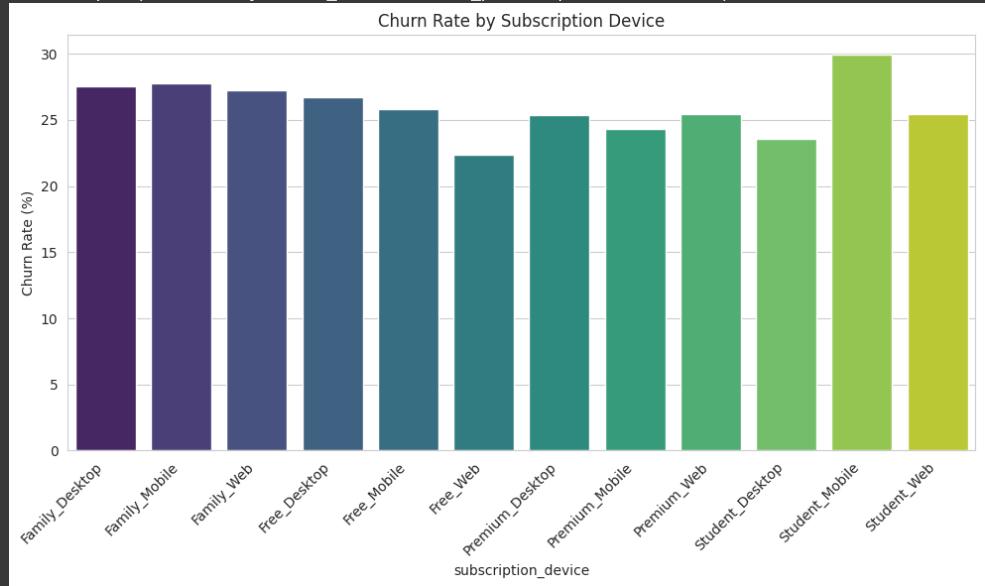 Churn Rate by Subscription Device
Churn Rate (%)
30
25
20
15
10
5
0
Family_Desktop
Family_Mobile
Family_Web
Free_Desktop
Free_Mobile
Free_Web
Premium_Desktop
Premium_Mobile
Premium_Web
Student_Desktop
Student_Mobile
Student_Web
subscription_device